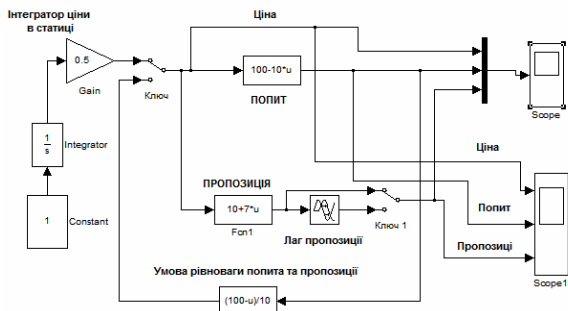 Інтегратор ціни
в статиці
Ціна
0.5
Gain
Ключ
100-10*u
ПОПИТ
Scope
1
s
Integrator
ПРОПОЗИЦІЯ
10+7*u
Fcn1
Лаг пропозиції
Ключ 1
Ціна
Попит
Пропозиці
Scope1
1
Constant
Умова рівноваги попита та пропозиції
(100-u)/10